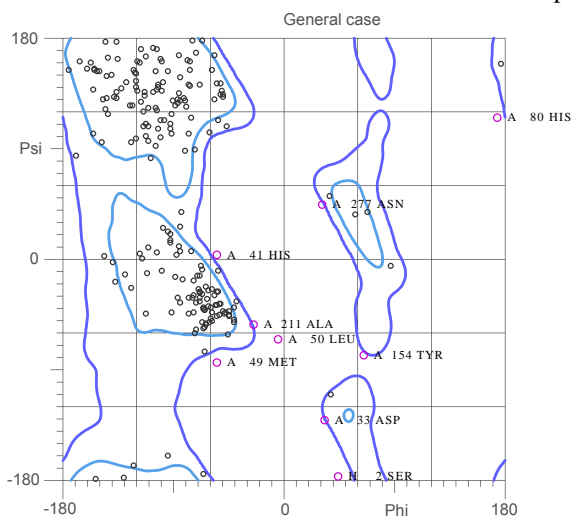 General case
180
A 80 HIS
Psi
A 277 ASN
A 41 HIS
0
A 211 ALA
A 50 LEU
A 49 MET
A 154 TYR
A 33 ASP
H 2 SER
-180
-180 0 Phi 180